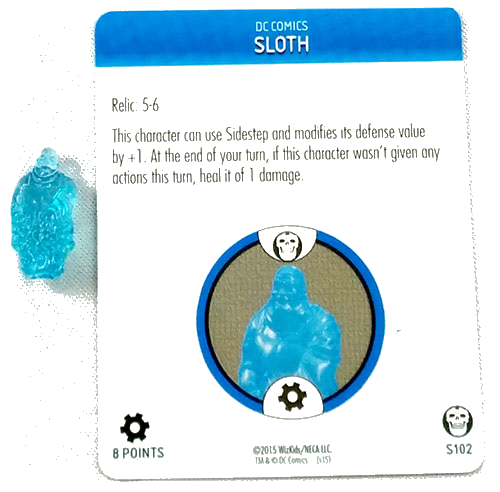 DC COMICS
SLOTH
Relic: 5-6
This character can use Sidestep and modifies its defense value
by +1. At the end of your turn, if this character wasn't given any
actions this turn, heal it of 1 damage.
8 POINTS
©2015 WizKids/NECA LLC.
TM & © DC Comics (s15)
S102